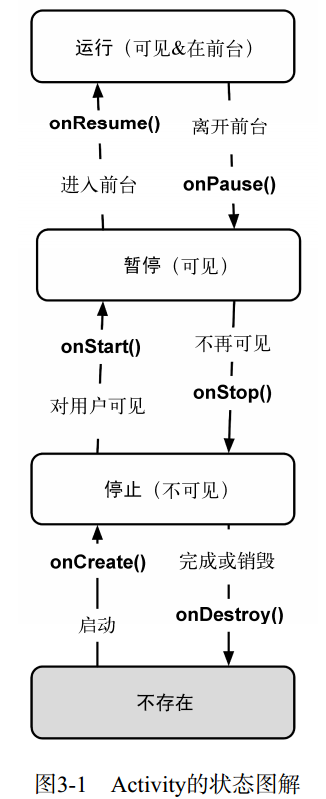 运行（可见&在前台）
onResume()
离开前台
进入前台
onPause()
暂停（可见）
onStart()
不再可见
对用户可见
onStop()
停止（不可见）
onCreate()
完成或销毁
启动
onDestroy()
不存在
图3-1 Activity的状态图解